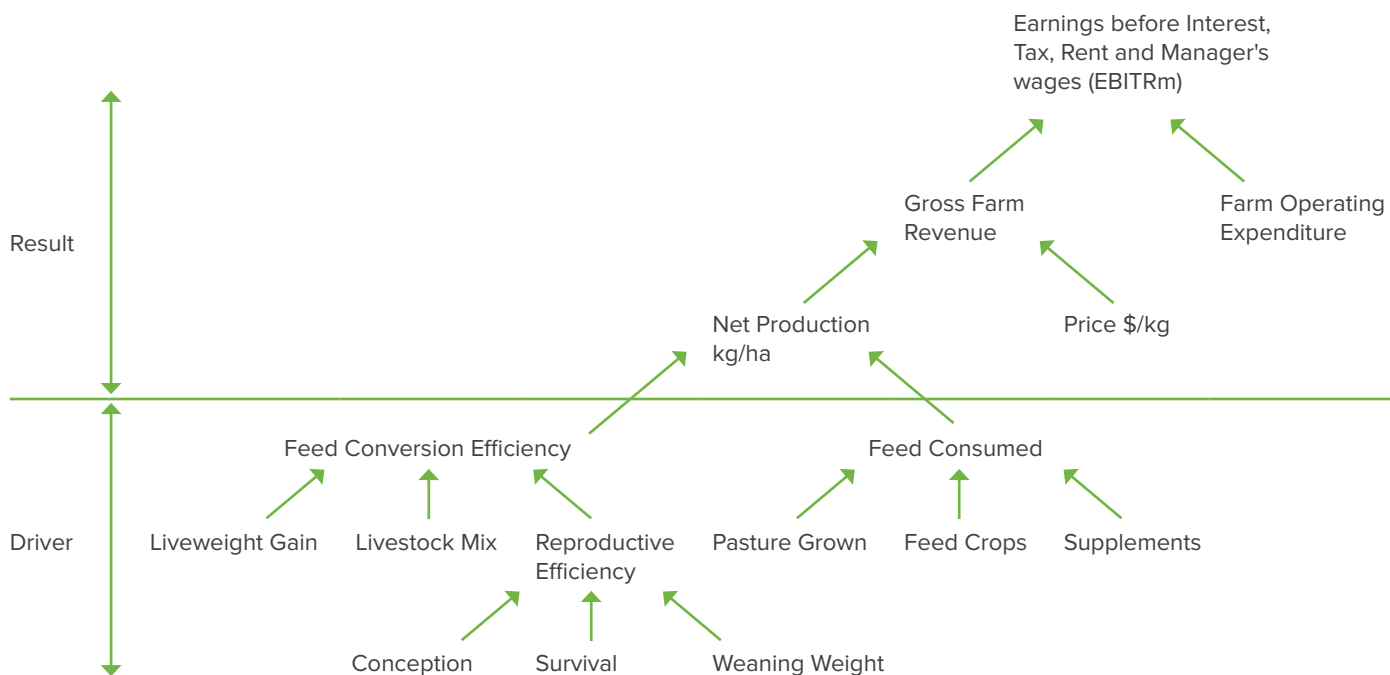 Earnings before Interest,
Tax, Rent and Manager's
wages (EBITRm)
Gross Farm
Revenue
Farm Operating
Expenditure
Result
Net Production
kg/ha
Price $/kg
Feed Conversion Efficiency
Feed Consumed
Driver
Liveweight Gain
Livestock Mix
Reproductive
Efficiency
Pasture Grown
Feed Crops
Supplements
Conception
Survival
Weaning Weight